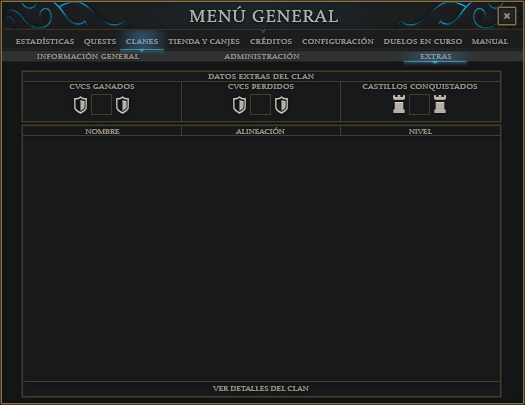 MENÚ GENERAL
ESTADÍSTICAS QUESTS CLANES TIENDA Y CANJES CRÉDITOS CONFIGURACIÓN DUELOS EN CURSO MANUAL
INFORMACIÓN GENERAL ADMINISTRACIÓN EXTRAS
DATOS EXTRAS DEL CLAN
CVCS GANADOS CVCS PERDIDOS CASTILLOS CONQUISTADOS
NOMBRE ALINEACIÓN NIVEL
VER DETALLES DEL CLAN